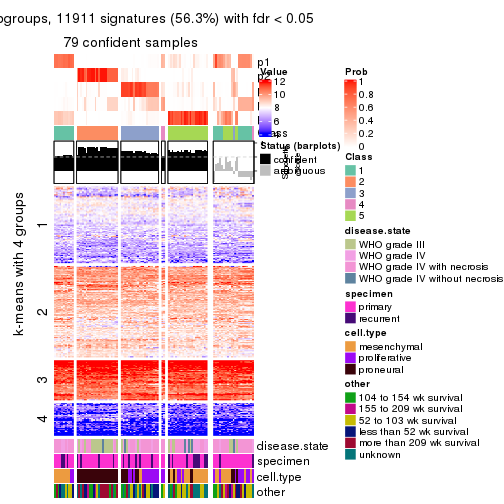 ogroups, 11911 signatures (56.3%) with fdr < 0.05
79 confident samples
p1
Value
12
10
8
6
4
Prob
1
0.8
0.6
0.4
0.2
0
Class
Status (barplots)
confident
ambiguous
Class
1
2
3
4
5
k-means with 4 groups
1
2
3
4
disease.state
WHO grade III
WHO grade IV
WHO grade IV with necrosis
WHO grade IV without necrosis
specimen
primary
recurrent
cell.type
mesenchymal
proliferative
proneural
other
104 to 154 wk survival
155 to 209 wk survival
52 to 103 wk survival
less than 52 wk survival
more than 209 wk survival
unknown
disease.state
specimen
cell.type
other